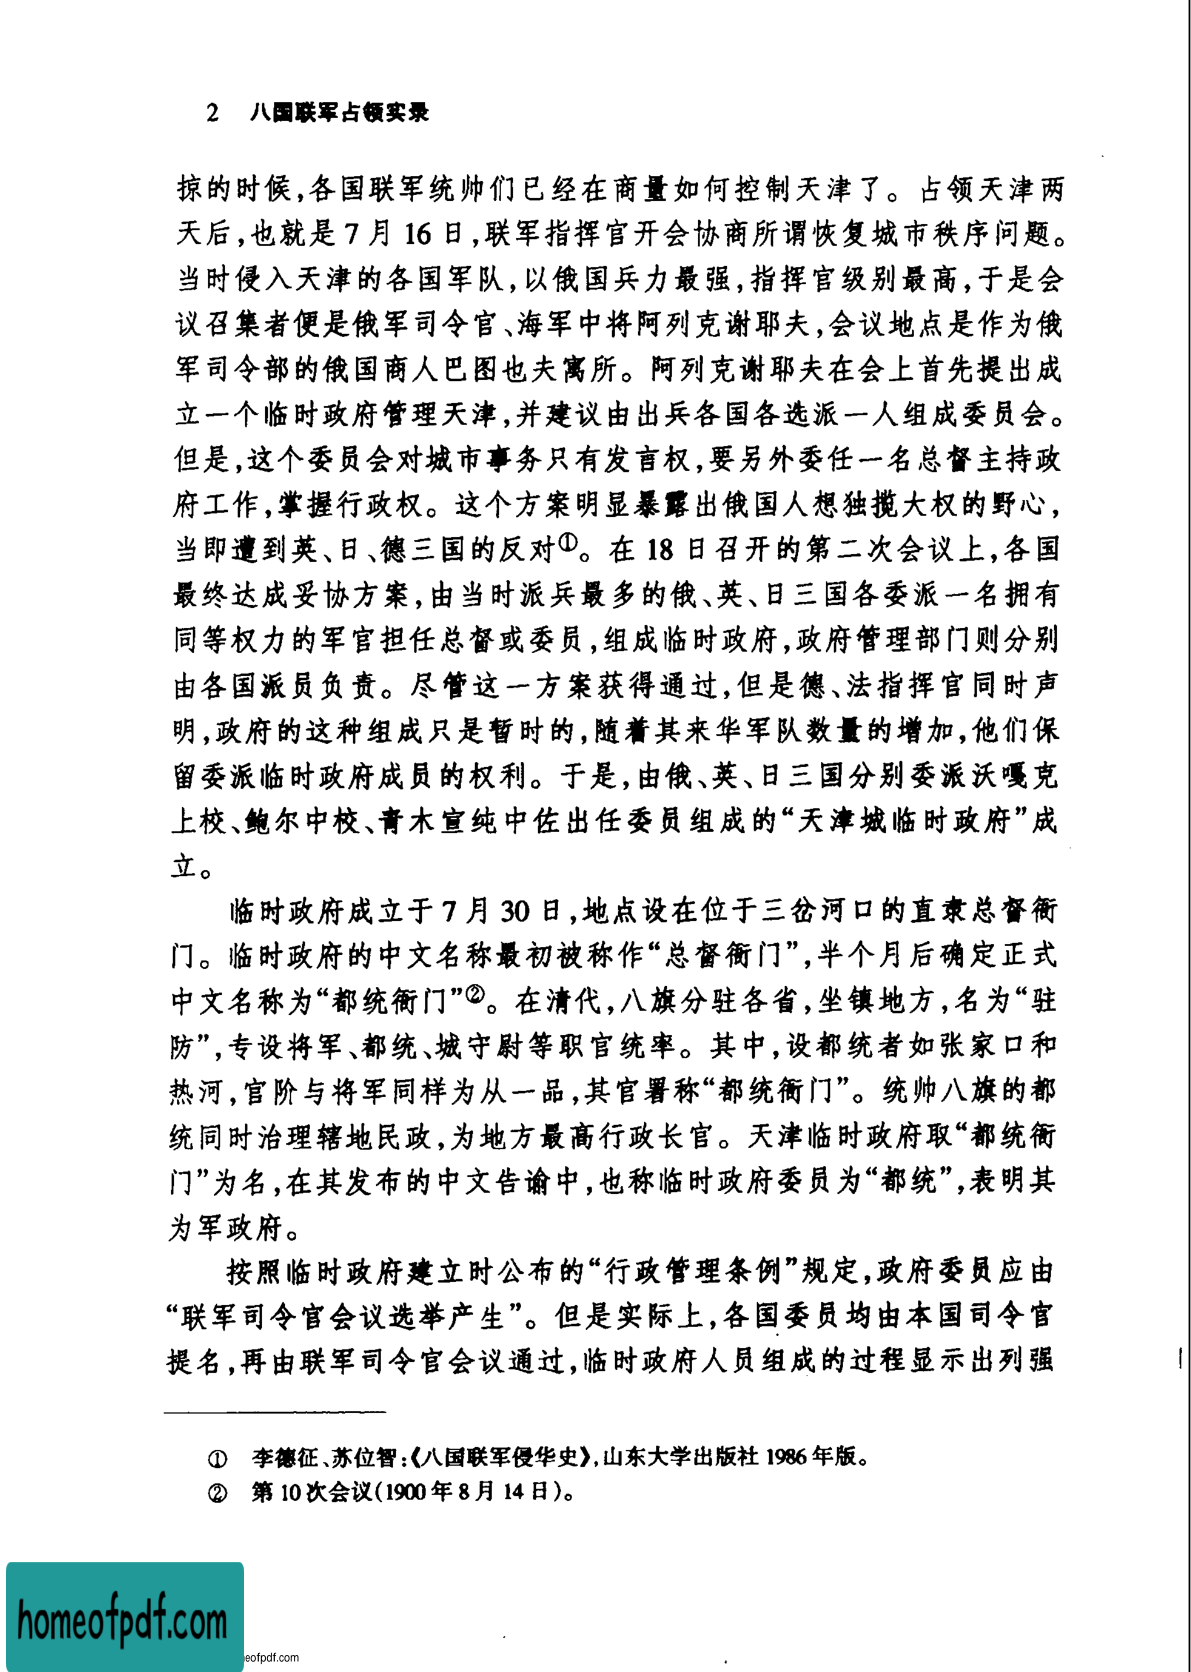 2 八国联军占领实录
掠的时候,各国联军统帅们已经在商量如何控制天津了。占领天津两
天后,也就是7月16日,联军指挥官开会协商所谓恢复城市秩序问题。
当时侵入天津的各国军队,以俄国兵力最强,指挥官级别最高,于是会
议召集者便是俄军司令官、海军中将阿列克谢耶夫,会议地点是作为俄
军司令部的俄国商人巴图也夫寓所。阿列克谢耶夫在会上首先提出成
立一个临时政府管理天津,并建议由出兵各国各选派一人组成委员会。
但是,这个委员会对城市事务只有发言权,要另外委任一名总督主持政
府工作,掌握行政权。这个方案明显暴露出俄国人想独揽大权的野心,
当即遭到英、日、德三国的反对①。在18日召开的第二次会议上,各国
最终达成妥协方案,由当时派兵最多的俄、英、日三国各委派一名拥有
同等权力的军官担任总督或委员,组成临时政府,政府管理部门则分别
由各国派员负责。尽管这一方案获得通过,但是德、法指挥官同时声
明,政府的这种组成只是暂时的,随着其来华军队数量的增加,他们保
留委派临时政府成员的权利。于是,由俄、英、日三国分别委派沃嘎克
上校、鲍尔中校、青木宣纯中佐出任委员组成的“天津城临时政府”成
立。
临时政府成立于7月30日,地点设在位于三岔河口的直隶总督衙
门。临时政府的中文名称最初被称作“总督衙门”,半个月后确定正式
中文名称为“都统衙门”②。在清代,八旗分驻各省,坐镇地方,名为“驻
防”,专设将军、都统、城守尉等职官统率。其中,设都统者如张家口和
热河,官阶与将军同样为从一品,其官署称“都统衙门”。统帅八旗的都
统同时治理辖地民政,为地方最高行政长官。天津临时政府取“都统衙
门”为名,在其发布的中文告谕中,也称临时政府委员为“都统”,表明其
为军政府。
按照临时政府建立时公布的“行政管理条例”规定,政府委员应由
“联军司令官会议选举产生”。但是实际上,各国委员均由本国司令官
提名,再由联军司令官会议通过,临时政府人员组成的过程显示出列强
① 李德征、苏位智:《八国联军侵华史》,山东大学出版社1986年版。
② 第10次会议(1900年8月14日)。
homeofpdf.com
eofpdf.com